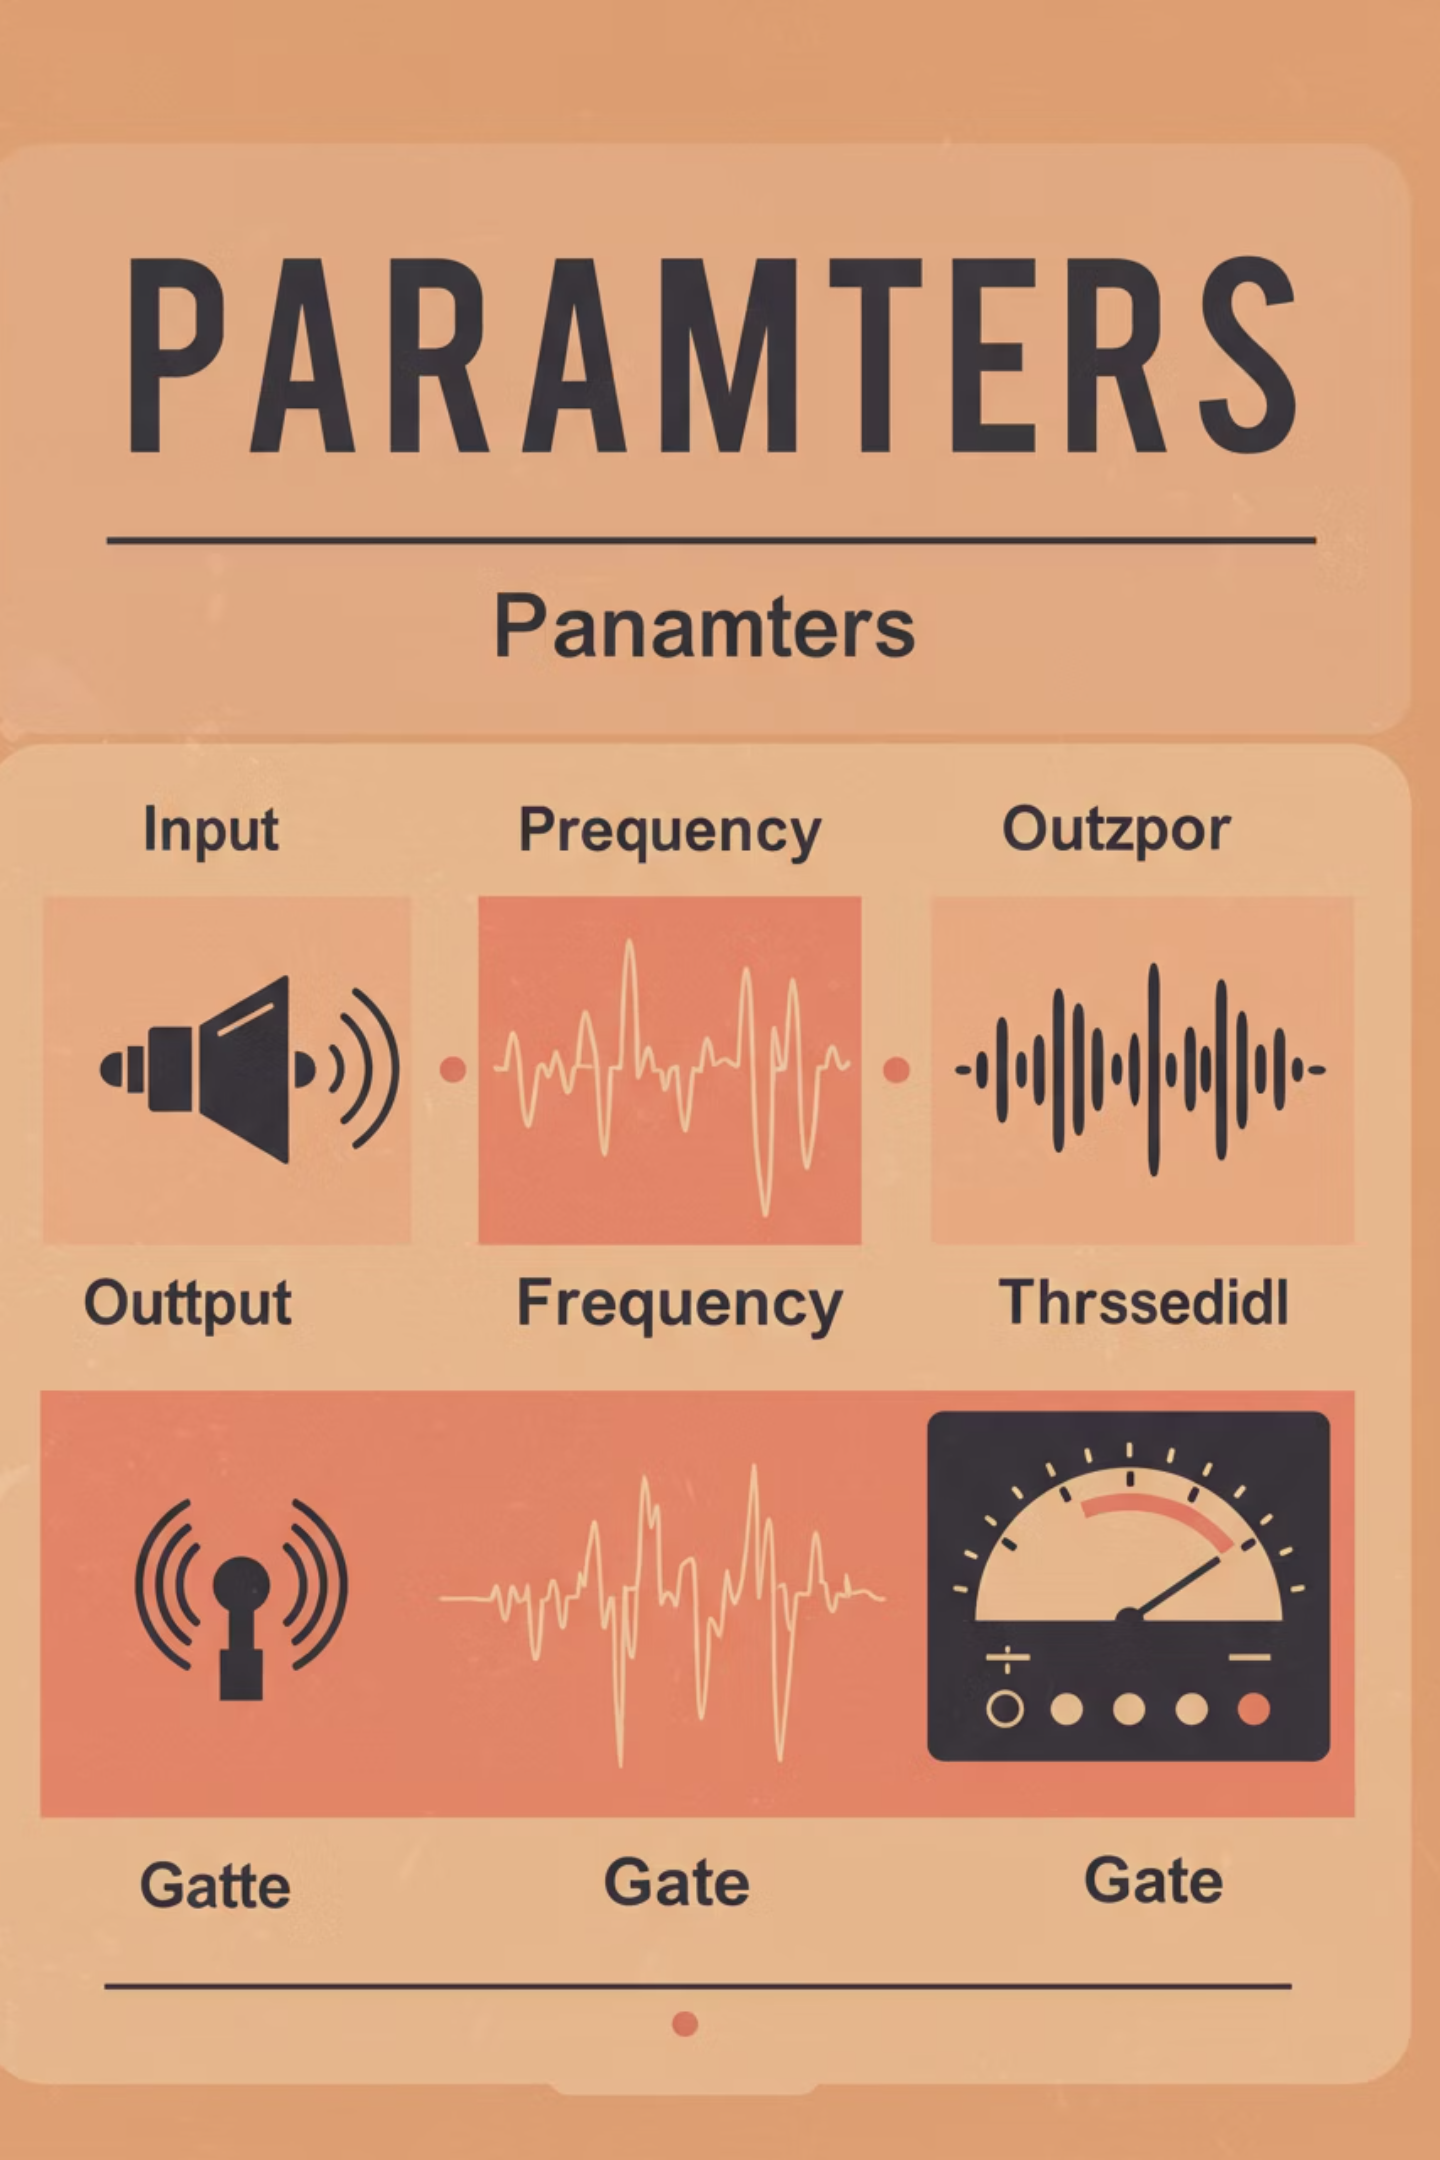 PARAMTERS
Panamters
Input Prequency Outzpor
Outtput Frequency Thrssedidl
Gatte Gate Gate